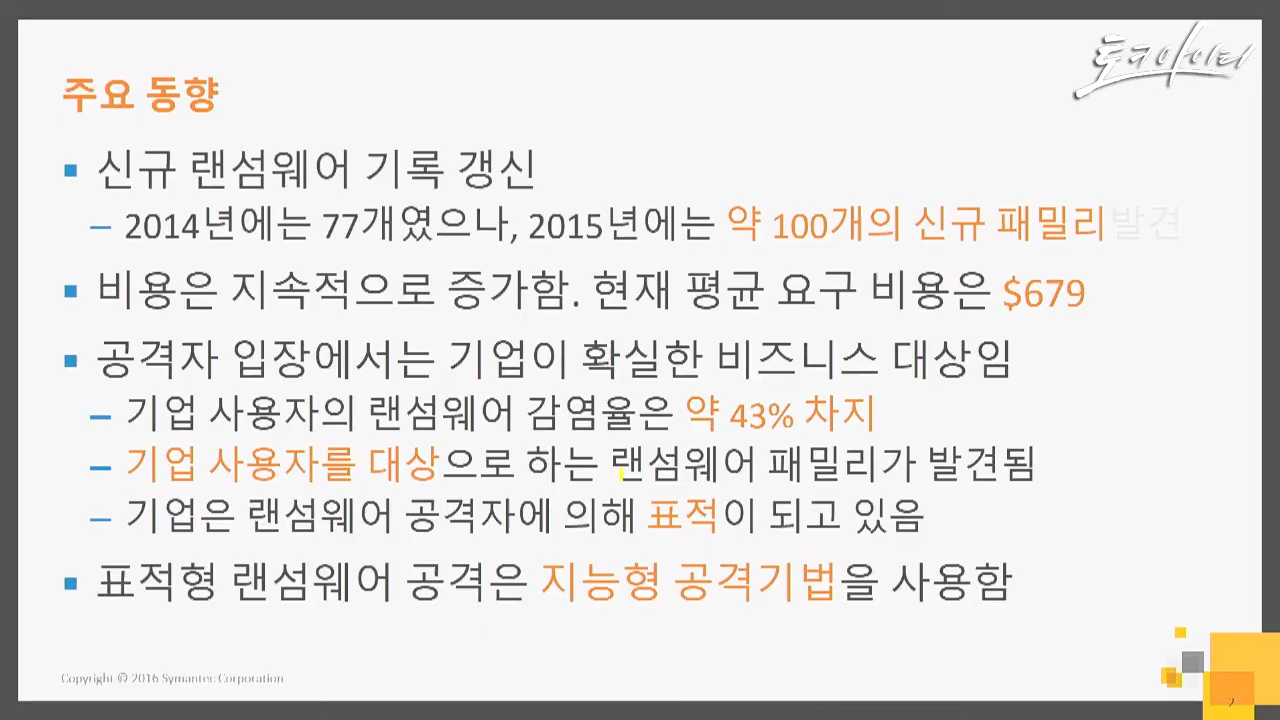 토크아이티
주요 동향
▪ 신규 랜섬웨어 기록 갱신
– 2014년에는 77개였으나, 2015년에는 약 100개의 신규 패밀리발견
▪ 비용은 지속적으로 증가함. 현재 평균 요구 비용은 $679
▪ 공격자 입장에서는 기업이 확실한 비즈니스 대상임
– 기업 사용자의 랜섬웨어 감염율은 약 43% 차지
– 기업 사용자를 대상으로 하는 랜섬웨어 패밀리가 발견됨
– 기업은 랜섬웨어 공격자에 의해 표적이 되고 있음
▪ 표적형 랜섬웨어 공격은 지능형 공격기법을 사용함
Copyright © 2016 Symantec Corporation
2